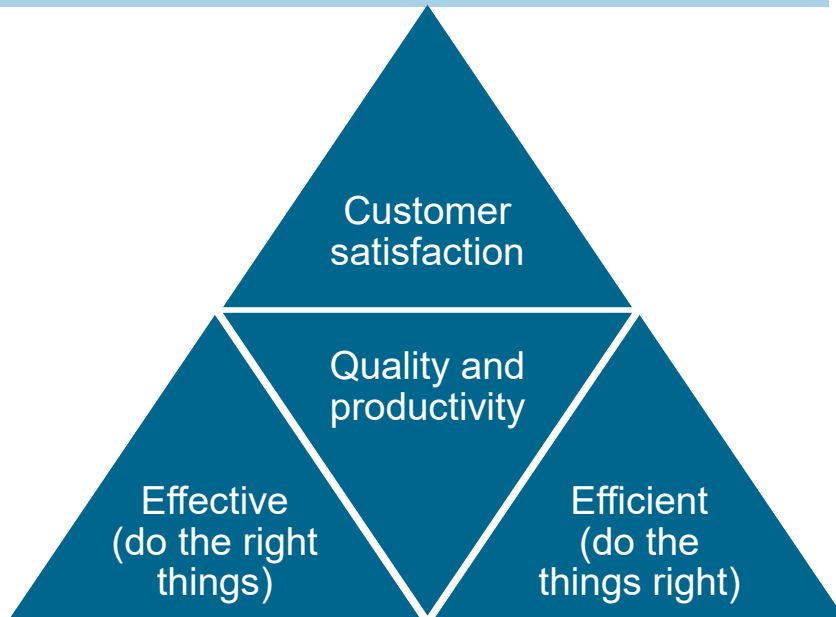 Customer
satisfaction
Quality and
productivity
Effective
(do the right
things)
Efficient
(do the
things right)